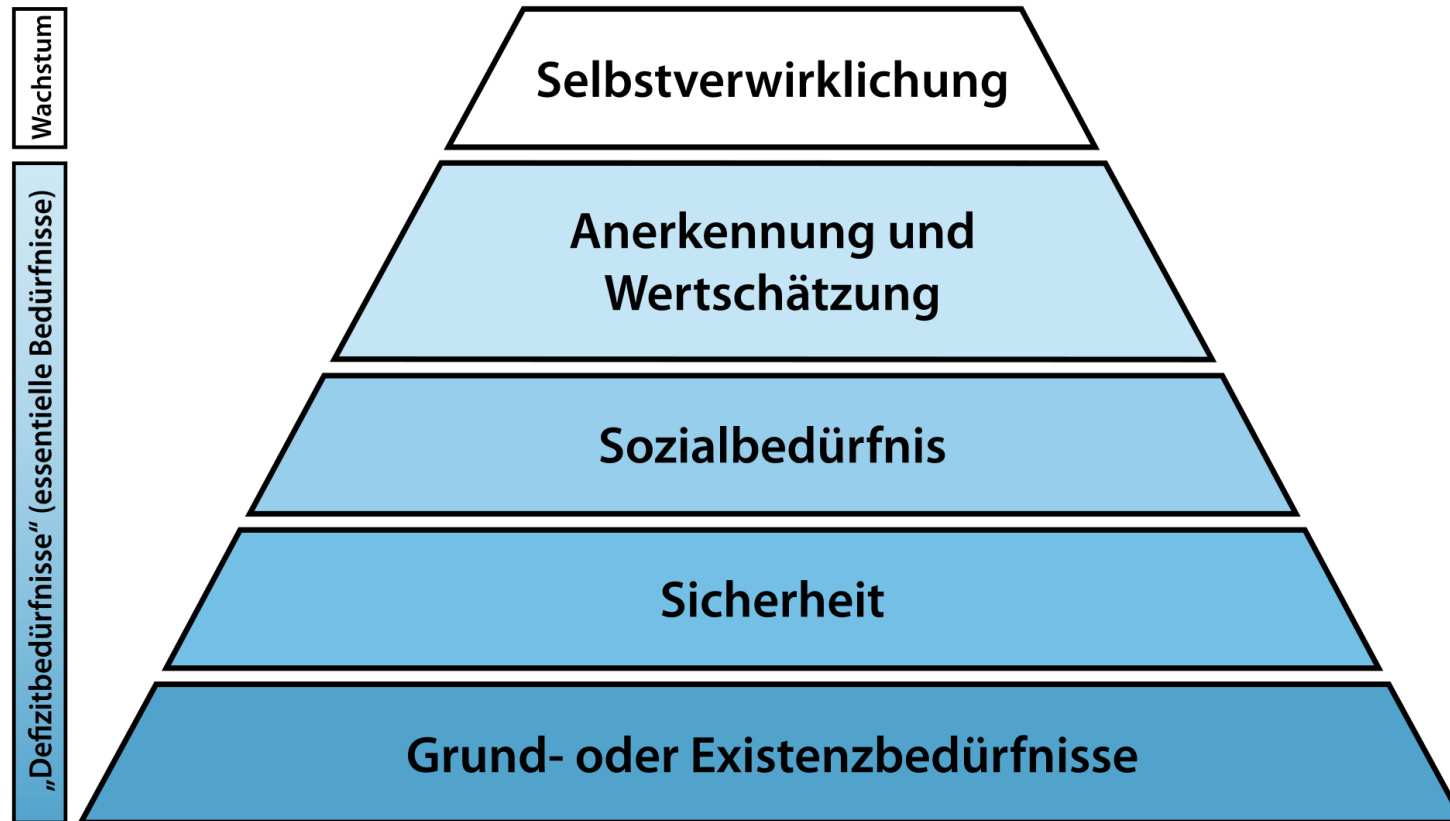 Wachstum
Selbstverwirklichung
„Defizitbedürfnisse“ (essentielle Bedürfnisse)
Anerkennung und
Wertschätzung
Sozialbedürfnis
Sicherheit
Grund- oder Existenzbedürfnisse